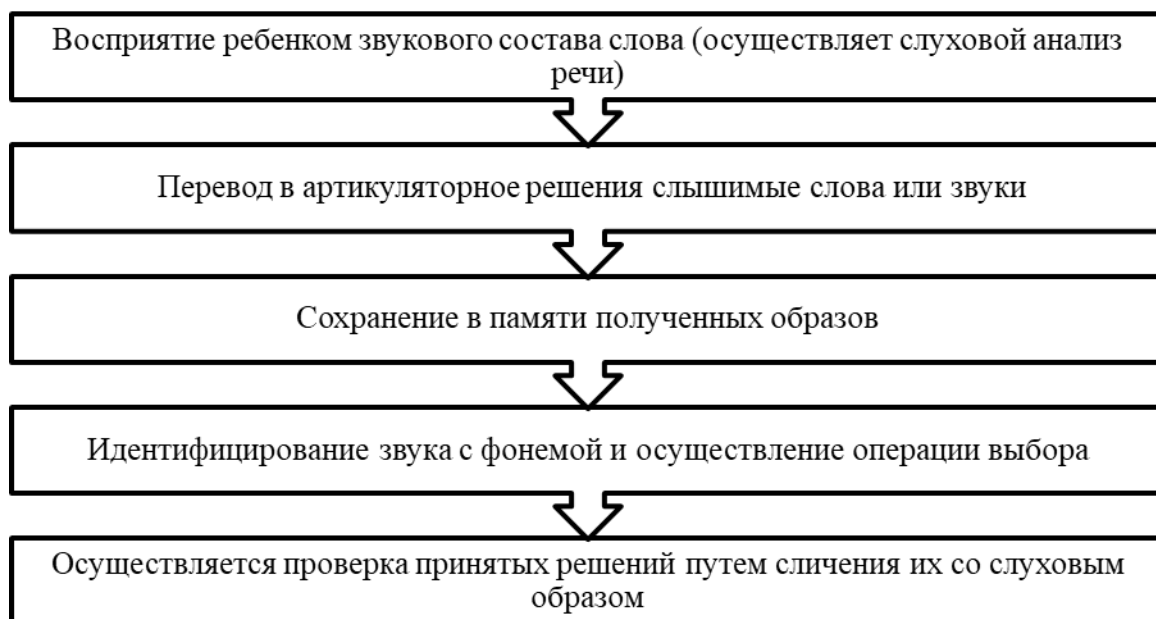 Восприятие ребенком звукового состава слова (осуществляет слуховой анализ
речи)
Перевод в артикуляторное решения слышимые слова или звуки
Сохранение в памяти полученных образов
Идентифицирование звука с фонемой и осуществление операции выбора
Осуществляется проверка принятых решений путем сличения их со слуховым
образом